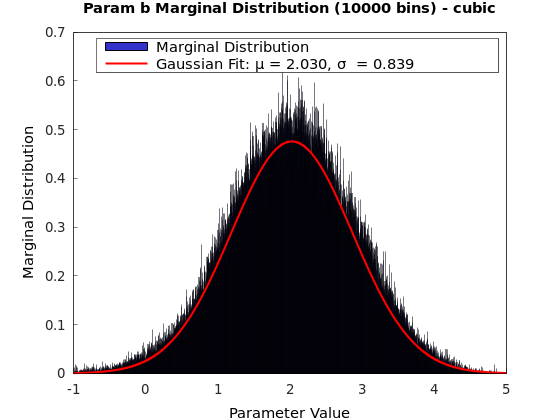 Param b Marginal Distribution (10000 bins) - cubic
Marginal Distribution
Gaussian Fit: μ = 2.030, σ  = 0.839
Marginal Distribution
0.7
0.6
0.5
0.4
0.3
0.2
0.1
0
-1 0 1 2 3 4 5
Parameter Value